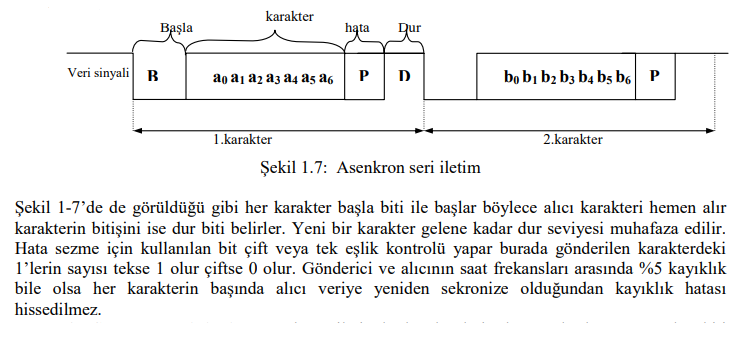 karakter
Başla hata Dur
Veri sinyali B a0 a1 a2 a3 a4 a5 a6 P D b0 b1 b2 b3 b4 b5 b6 P
1.karakter 2.karakter
Şekil 1.7: Asenkron seri iletim
Şekil 1-7’de de görüldüğü gibi her karakter başla biti ile başlar böylece alıcı karakteri hemen alır
karakterin bitişini ise dur biti belirler. Yeni bir karakter gelene kadar dur seviyesi muhafaza edilir.
Hata sezme için kullanılan bit çift veya tek eşlik kontrolü yapar burada gönderilen karakterdeki
1’lerin sayısı tekse 1 olur çiftse 0 olur. Gönderici ve alıcının saat frekansları arasında %5 kayıklık
bile olsa her karakterin başında alıcı veriye yeniden sekronize olduğundan kayıklık hatası
hissedilmez.